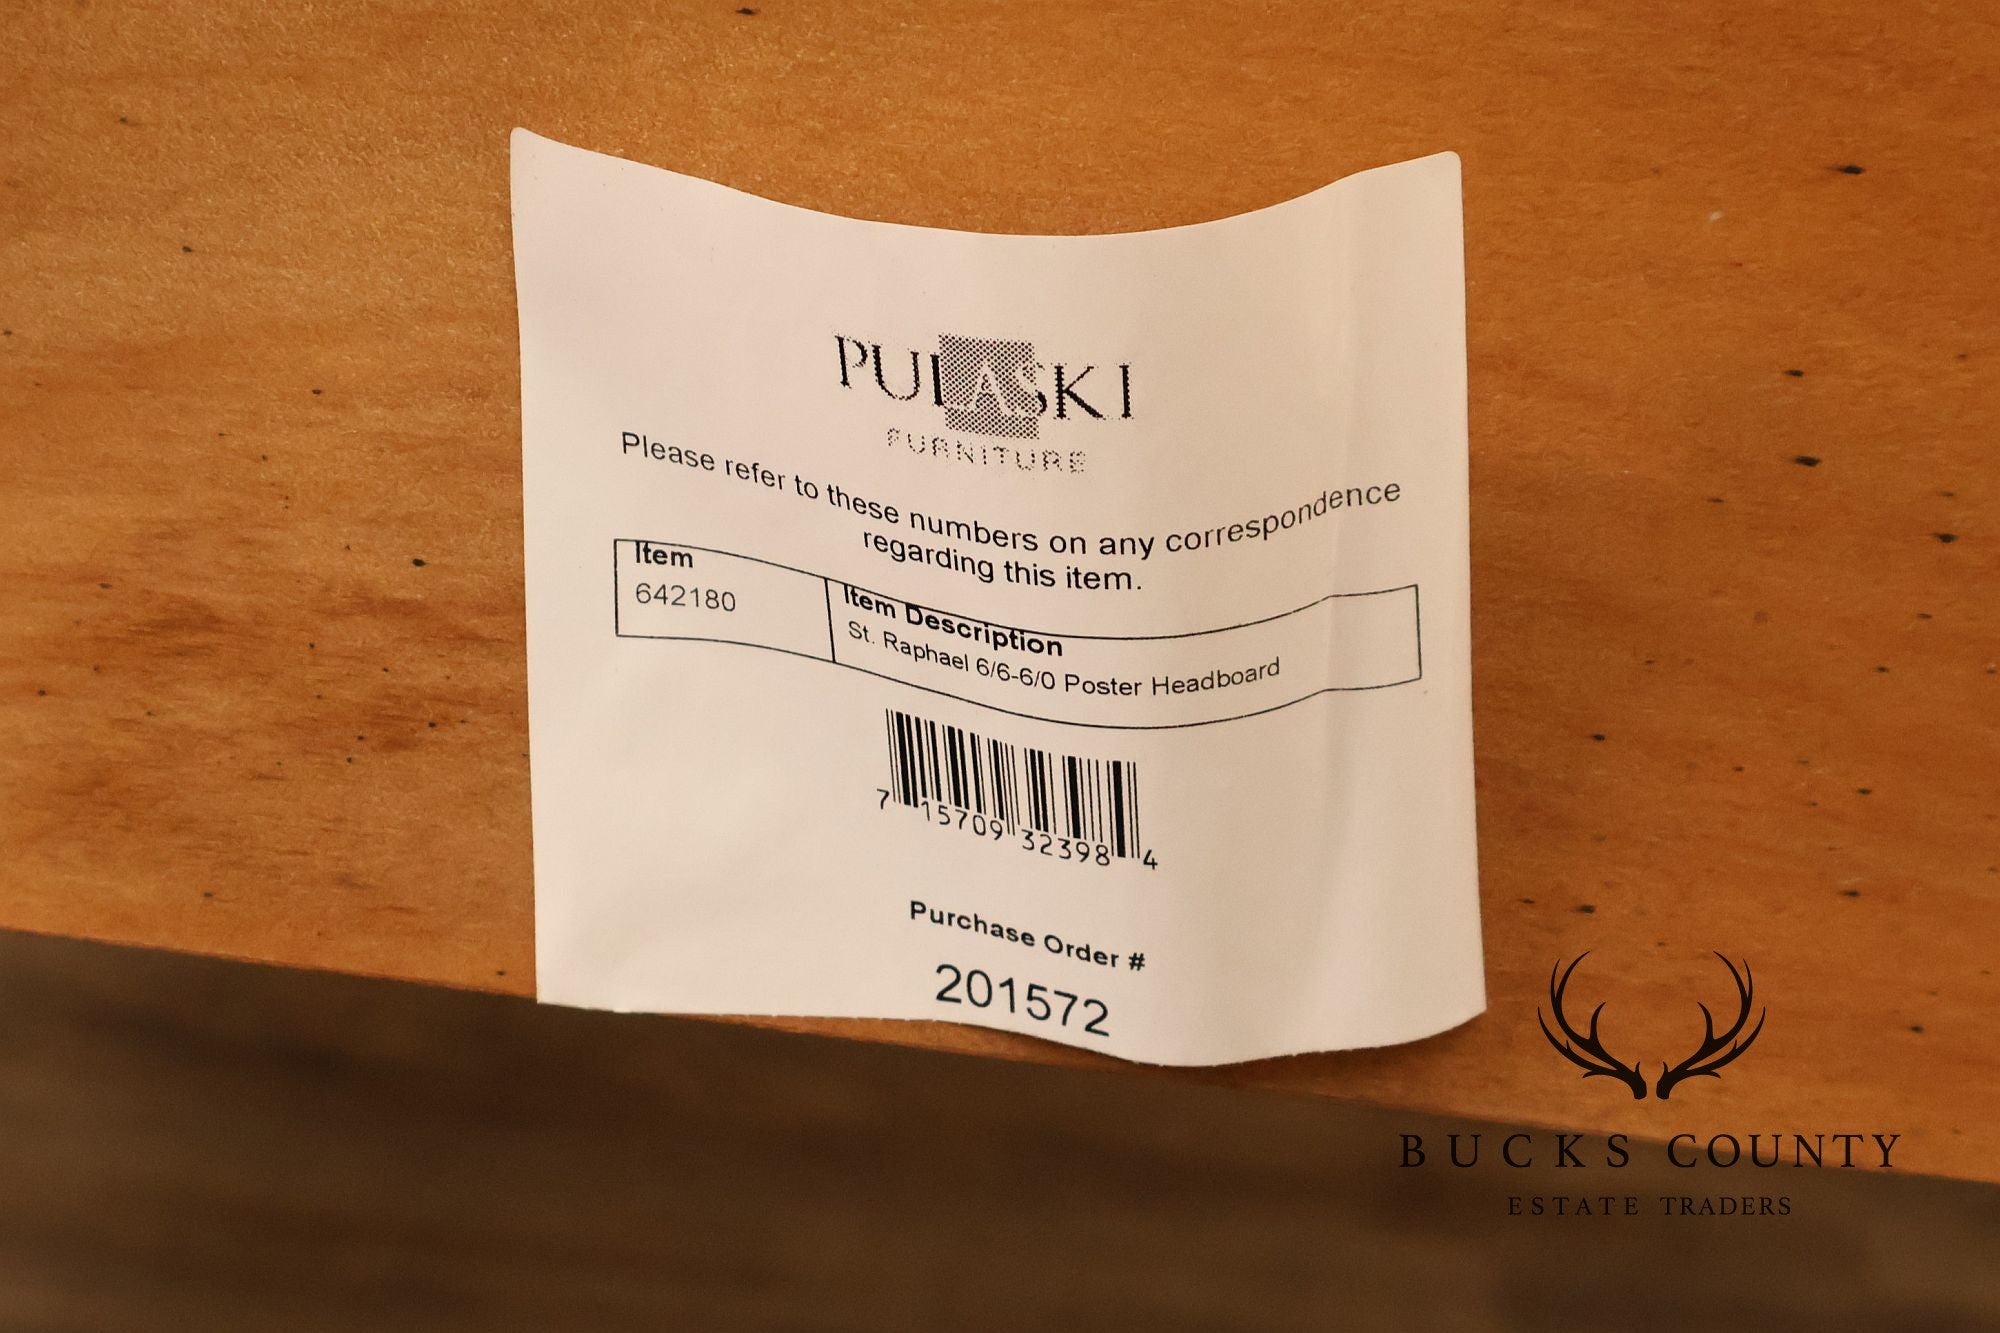 PULASKI
FURNITURE
Please refer to these numbers on any correspondence
regarding this item.
Item
642180
Item Description
St. Raphael 6/6-6/0 Poster Headboard
7 15709 32398 4
Purchase Order #
201572
BUCKS COUNTY
ESTATE TRADERS